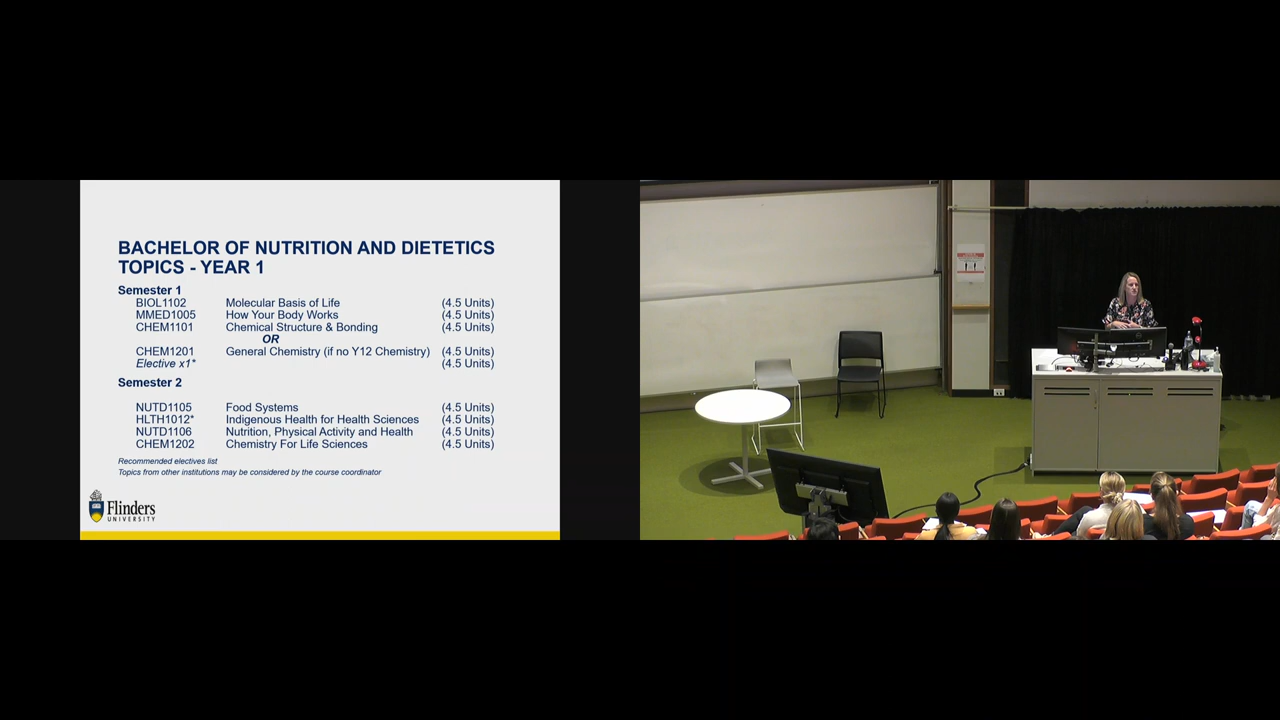 BACHELOR OF NUTRITION AND DIETETICS
TOPICS - YEAR 1
Semester 1
BIOL1102 Molecular Basis of Life (4.5 Units)
MMED1005 How Your Body Works (4.5 Units)
CHEM1101 Chemical Structure & Bonding (4.5 Units)
OR
CHEM1201 General Chemistry (if no Y12 Chemistry) (4.5 Units)
Elective x1* (4.5 Units)
Semester 2
NUTD1105 Food Systems (4.5 Units)
HLTH1012* Indigenous Health for Health Sciences (4.5 Units)
NUTD1106 Nutrition, Physical Activity and Health (4.5 Units)
CHEM1202 Chemistry For Life Sciences (4.5 Units)
Recommended electives list
Topics from other institutions may be considered by the course coordinator
Flinders
UNIVERSITY